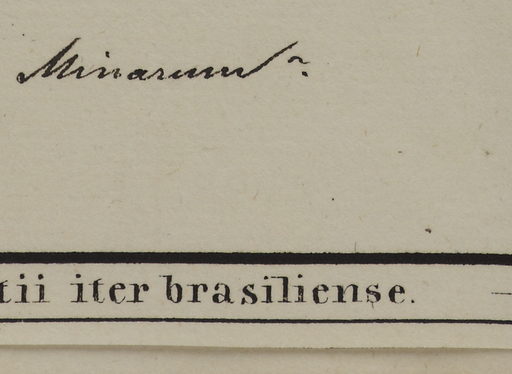 Minarum
tii iter brasiliense.